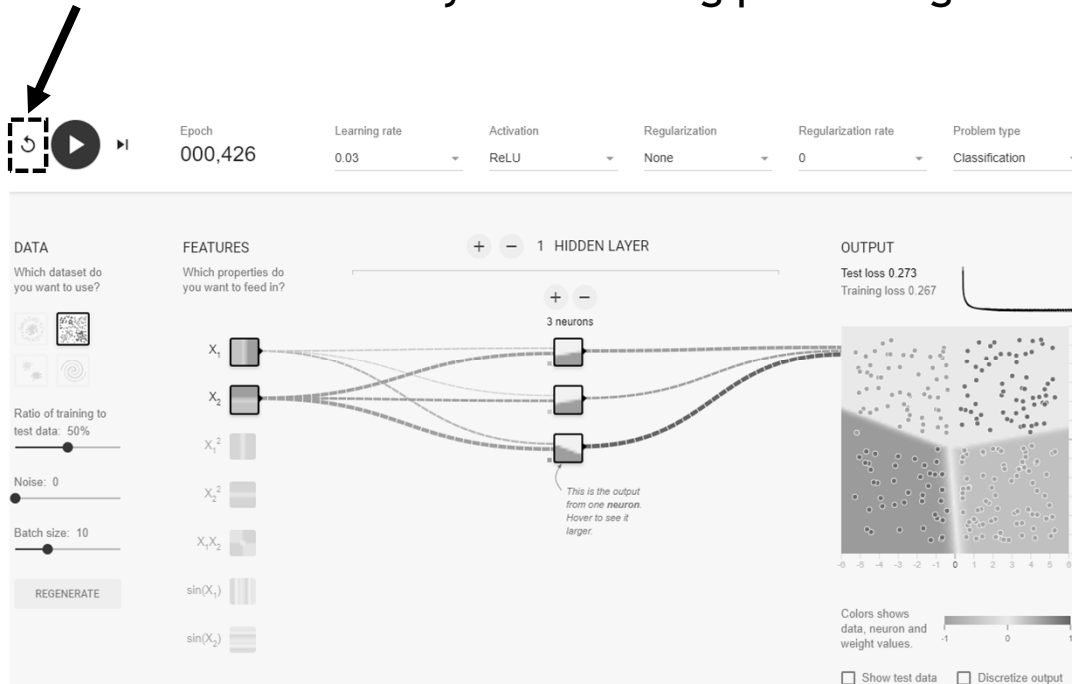 Epoch
000,426
Learning rate
0.03
Activation
ReLU
Regularization
None
Regularization rate
0
Problem type
Classification
DATA
Which dataset do
you want to use?
Ratio of training to
test data: 50%
Noise: 0
Batch size: 10
REGENERATE
FEATURES
Which properties do
you want to feed in?
X₁
X₂
X₁²
X₂²
X₁X₂
sin(X₁)
sin(X₂)
+ − 1 HIDDEN LAYER
+ −
3 neurons
This is the output
from one neuron.
Hover to see it
larger.
OUTPUT
Test loss 0.273
Training loss 0.267
-6 -5 -4 -3 -2 -1 0 1 2 3 4 5 6
Colors shows
data, neuron and
weight values.
-1 0 1
Show test data
Discretize output